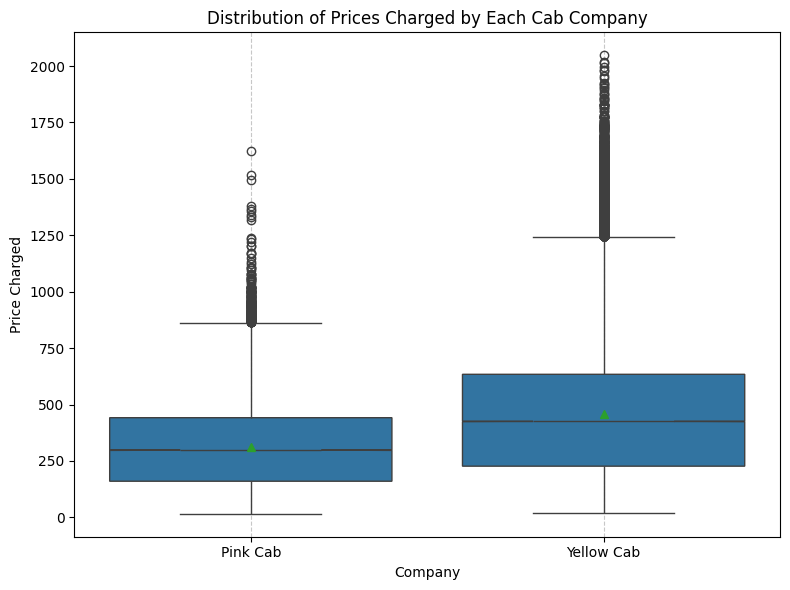 Distribution of Prices Charged by Each Cab Company
Price Charged
2000
1750
1500
1250
1000
750
500
250
0
Pink Cab
Yellow Cab
Company